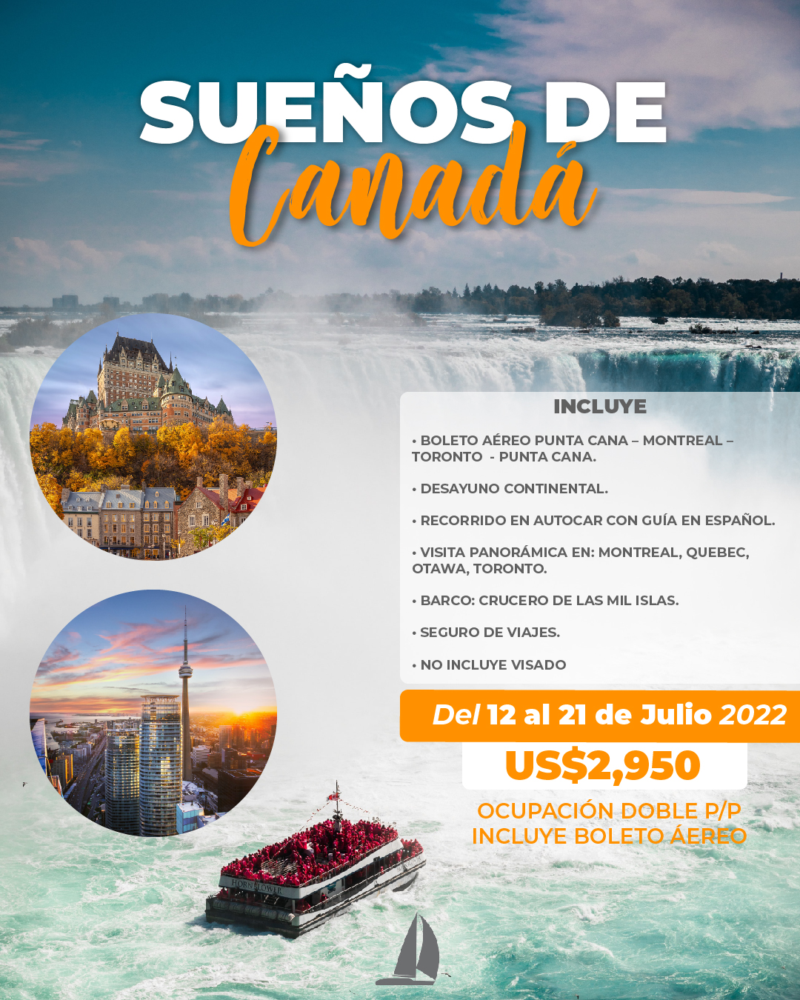 SUEÑOS DE
Canadá
INCLUYE
• BOLETO AÉREO PUNTA CANA – MONTREAL –
TORONTO - PUNTA CANA.
• DESAYUNO CONTINENTAL.
• RECORRIDO EN AUTOCAR CON GUÍA EN ESPAÑOL.
• VISITA PANORÁMICA EN: MONTREAL, QUEBEC,
OTAWA, TORONTO.
• BARCO: CRUCERO DE LAS MIL ISLAS.
• SEGURO DE VIAJES.
• NO INCLUYE VISADO
Del 12 al 21 de Julio 2022
US$2,950
OCUPACIÓN DOBLE P/P
INCLUYE BOLETO ÁEREO
HORNBLOWER